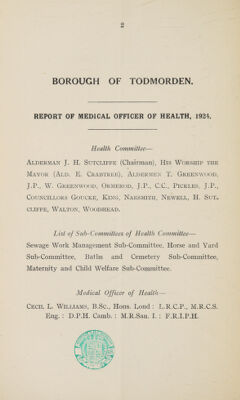 2
BOROUGH OF TODMORDEN.
REPORT OF MEDICAL OFFICER OF HEALTH, 1924.
Health Committee—
ALDERMAN J. H. SUTCLIFFE (Chairman), HIS WORSHIP THE
MAYOR (ALD. E. CRABTREE), ALDERMEN T. GREENWOOD,
J.P., W. GREENWOOD, ORMEROD, J.P., C.C., PICKLES, J.P.,
COUNCILLORS GOUCKE, KING, NAESMITH, NEWELL, H. SUT-
CLIFFE, WALTON, WOODHEAD.
List of Sub-Committees of Health Committee—
Sewage Work Management Sub-Committee, Horse and Yard
Sub-Committee, Baths and Cemetery Sub-Committee,
Maternity and Child Welfare Sub-Committee.
Medical Officer of Health—
CECIL L. WILLIAMS, B.Sc., Hons. Lond : L.R.C.P., M.R.C.S.
Eng. : D.P.H. Camb. : M.R.San. I. : F.R.I.P.H.